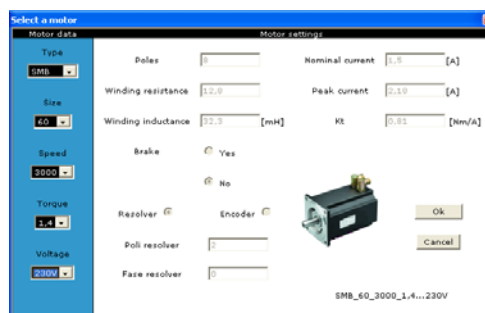 Select a motor
Motor data
Motor settings
Type
SMB
Size
60
Speed
3000
Torque
1,4
Voltage
230V
Poles
8
Nominal current
1.5
[A]
Winding resistance
12.0
Peak current
2.10
[A]
Winding inductance
32.3
[mH]
Kt
0.81
[Nm/A]
Brake
Yes
No
Resolver
Encoder
Poli resolver
2
Fase resolver
0
Ok
Cancel
SMB_60_3000_1,4...230V